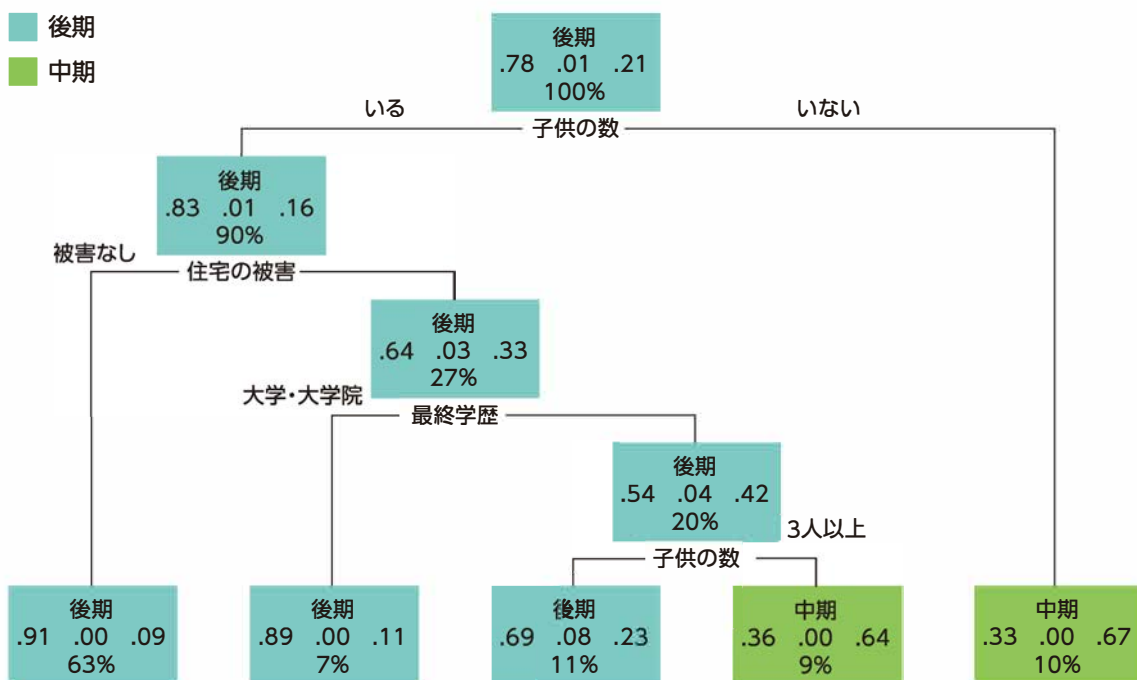 後期
中期
後期
.78 .01 .21
100%
いる
子供の数
いない
後期
.83 .01 .16
90%
被害なし
住宅の被害
後期
.64 .03 .33
27%
大学・大学院
最終学歴
後期
.54 .04 .42
20%
3人以上
子供の数
後期
.91 .00 .09
63%
後期
.89 .00 .11
7%
後期
.69 .08 .23
11%
中期
.36 .00 .64
9%
中期
.33 .00 .67
10%